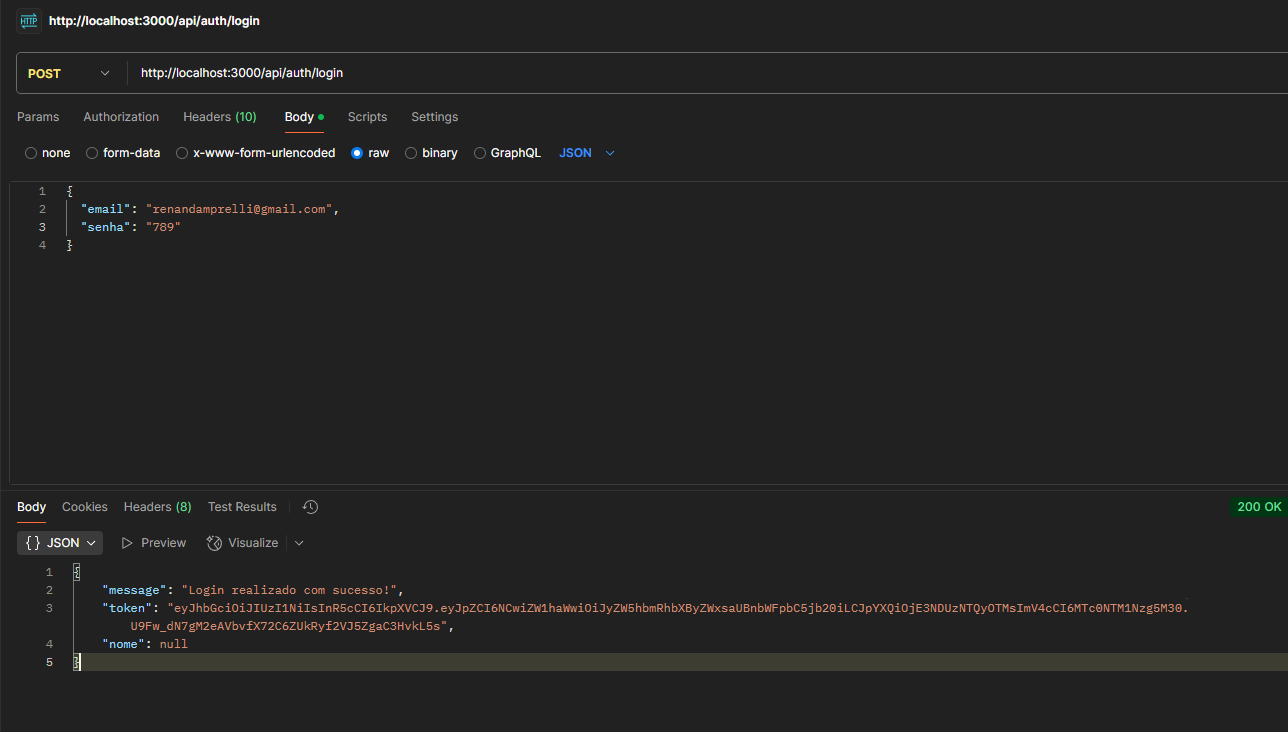 HTTP http://localhost:3000/api/auth/login
POST http://localhost:3000/api/auth/login
Params Authorization Headers (10) Body Scripts Settings
none form-data x-www-form-urlencoded raw binary GraphQL JSON
1 {
2 "email": "renandamprelli@gmail.com",
3 "senha": "789"
4 }
Body Cookies Headers (8) Test Results 200 OK
{} JSON Preview Visualize
1 {
2 "message": "Login realizado com sucesso!",
3 "token": "eyJhbGciOiJIUzI1NiIsInR5cCI6IkpXVCJ9.eyJpZCI6NCwiZW1haWwiOiJyZW5hbmRhbXByZWxsaUBnbWFpbC5jb20iLCJpYXQiOjE3NDUzNTQyOTMsImV4cCI6MTc0NTM1Nzg5M30.
U9Fw_dN7gM2eAVbvfX72C6ZUkRyf2VJ5ZgaC3HvkL5s",
4 "nome": null
5 }